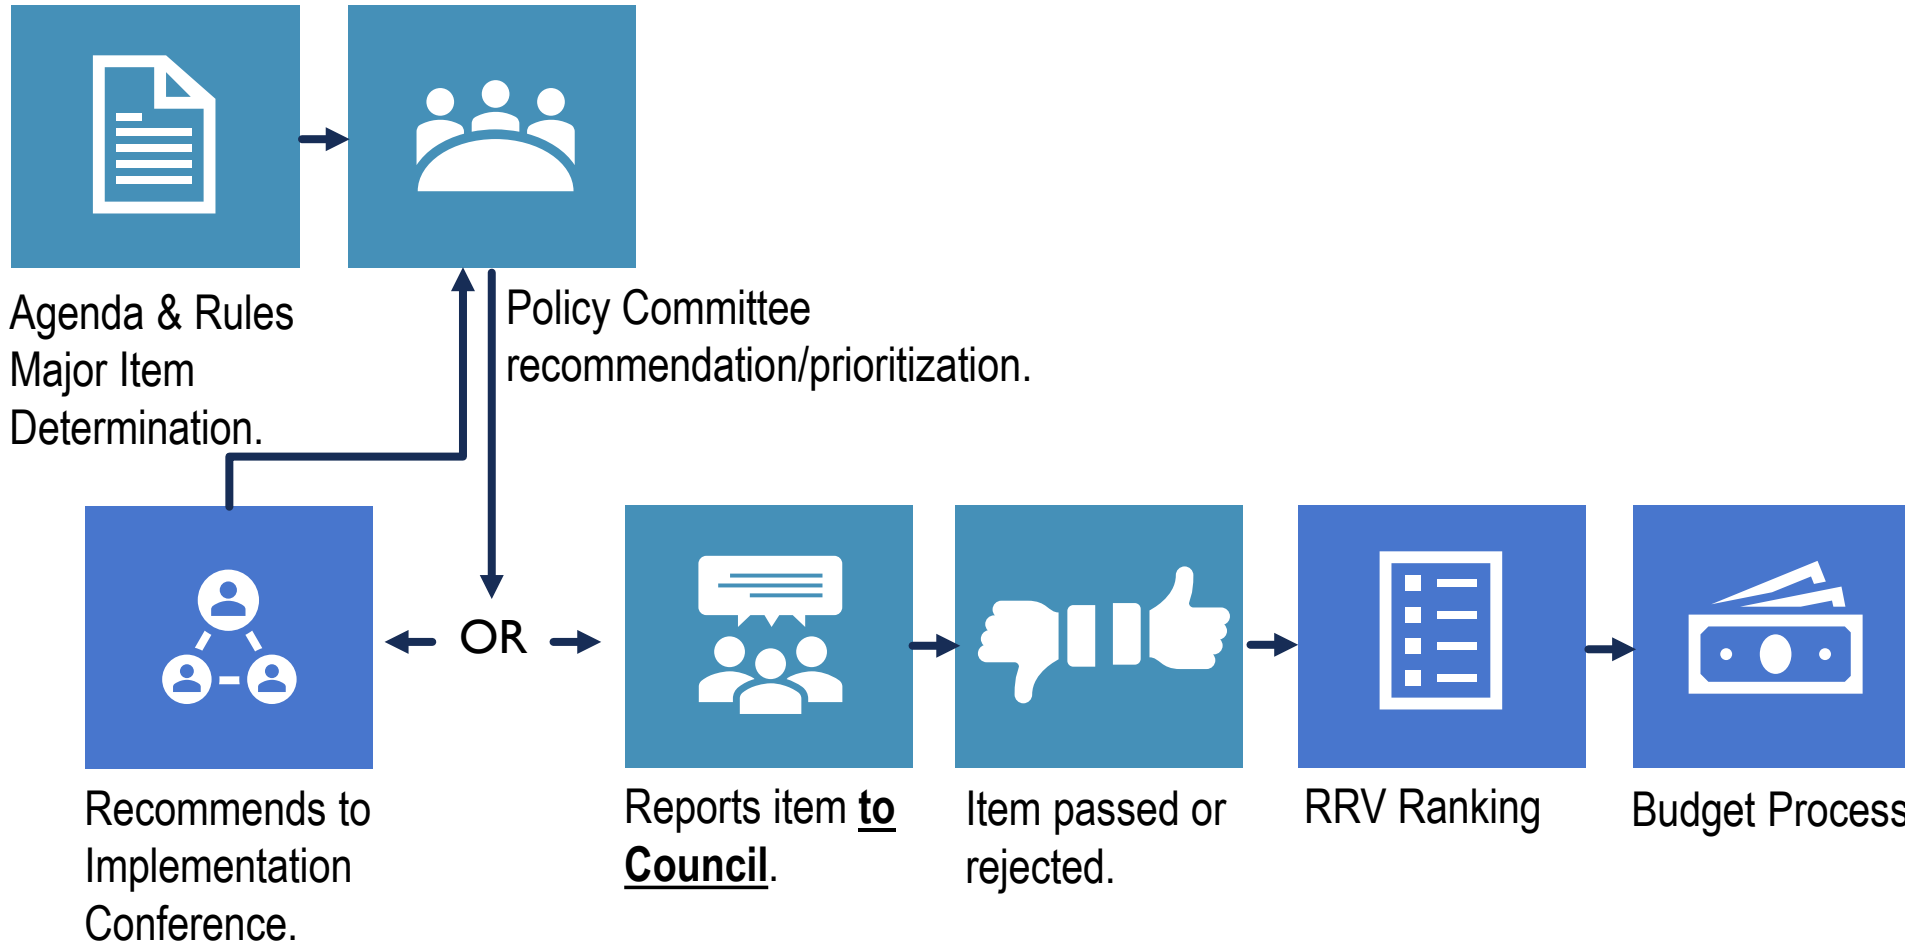 Agenda & Rules
Major Item
Determination.
Policy Committee
recommendation/prioritization.
OR
Recommends to
Implementation
Conference.
Reports item to
Council.
Item passed or
rejected.
RRV Ranking
Budget Process